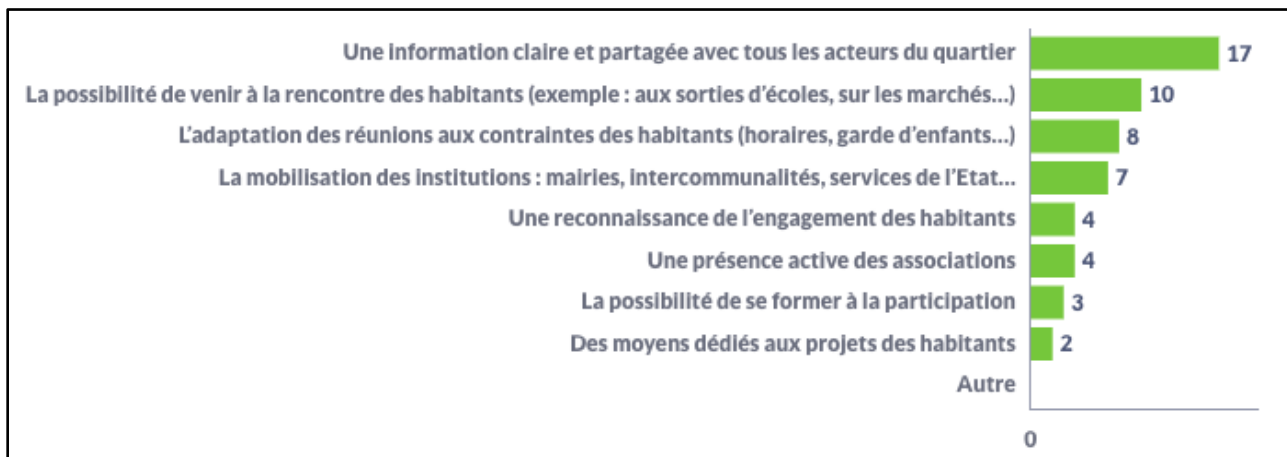 Une information claire et partagée avec tous les acteurs du quartier 17
La possibilité de venir à la rencontre des habitants (exemple : aux sorties d'écoles, sur les marchés...) 10
L'adaptation des réunions aux contraintes des habitants (horaires, garde d'enfants...) 8
La mobilisation des institutions : mairies, intercommunalités, services de l'Etat... 7
Une reconnaissance de l'engagement des habitants 4
Une présence active des associations 4
La possibilité de se former à la participation 3
Des moyens dédiés aux projets des habitants 2
Autre
0